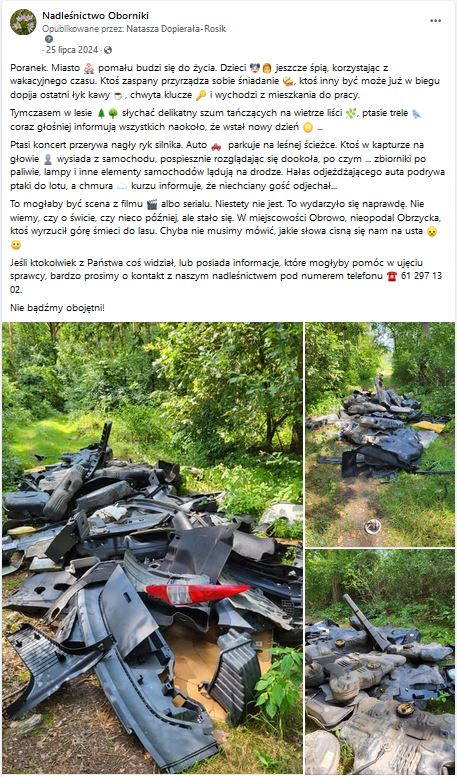 Nadleśnictwo Oborniki
Opublikowane przez: Natasza Dopierała-Rosik
· 25 lipca 2024 ·
Poranek. Miasto 🏘️ pomału budzi się do życia. Dzieci 👧👦 jeszcze śpią, korzystając z
wakacyjnego czasu. Ktoś zaspany przyrządza sobie śniadanie 🥪, ktoś inny być może już w biegu
dopija ostatni łyk kawy ☕, chwyta klucze 🔑 i wychodzi z mieszkania do pracy.
Tymczasem w lesie 🌲🌳 słychać delikatny szum tańczących na wietrze liści 🌿, ptasie trele 🐦
coraz głośniej informują wszystkich naokoło, że wstał nowy dzień 🌞 ...
Ptasi koncert przerywa nagły ryk silnika. Auto 🚗 parkuje na leśnej ścieżce. Ktoś w kapturze na
głowie 👤 wysiada z samochodu, pospiesznie rozglądając się dookoła, po czym ... zbiorniki po
paliwie, lampy i inne elementy samochodów lądują na drodze. Hałas odjeżdżającego auta podrywa
ptaki do lotu, a chmura ☁️ kurzu informuje, że niechciany gość odjechał...
To mogłaby być scena z filmu 🎬 albo serialu. Niestety nie jest. To wydarzyło się naprawdę. Nie
wiemy, czy o świcie, czy nieco później, ale stało się. W miejscowości Obrowo, nieopodal Obrzycka,
ktoś wyrzucił górę śmieci do lasu. Chyba nie musimy mówić, jakie słowa cisną się nam na usta 😠
😶
Jeśli ktokolwiek z Państwa coś widział, lub posiada informacje, które mogłyby pomóc w ujęciu
sprawcy, bardzo prosimy o kontakt z naszym nadleśnictwem pod numerem telefonu ☎️ 61 297 13
02.
Nie bądźmy obojętni!